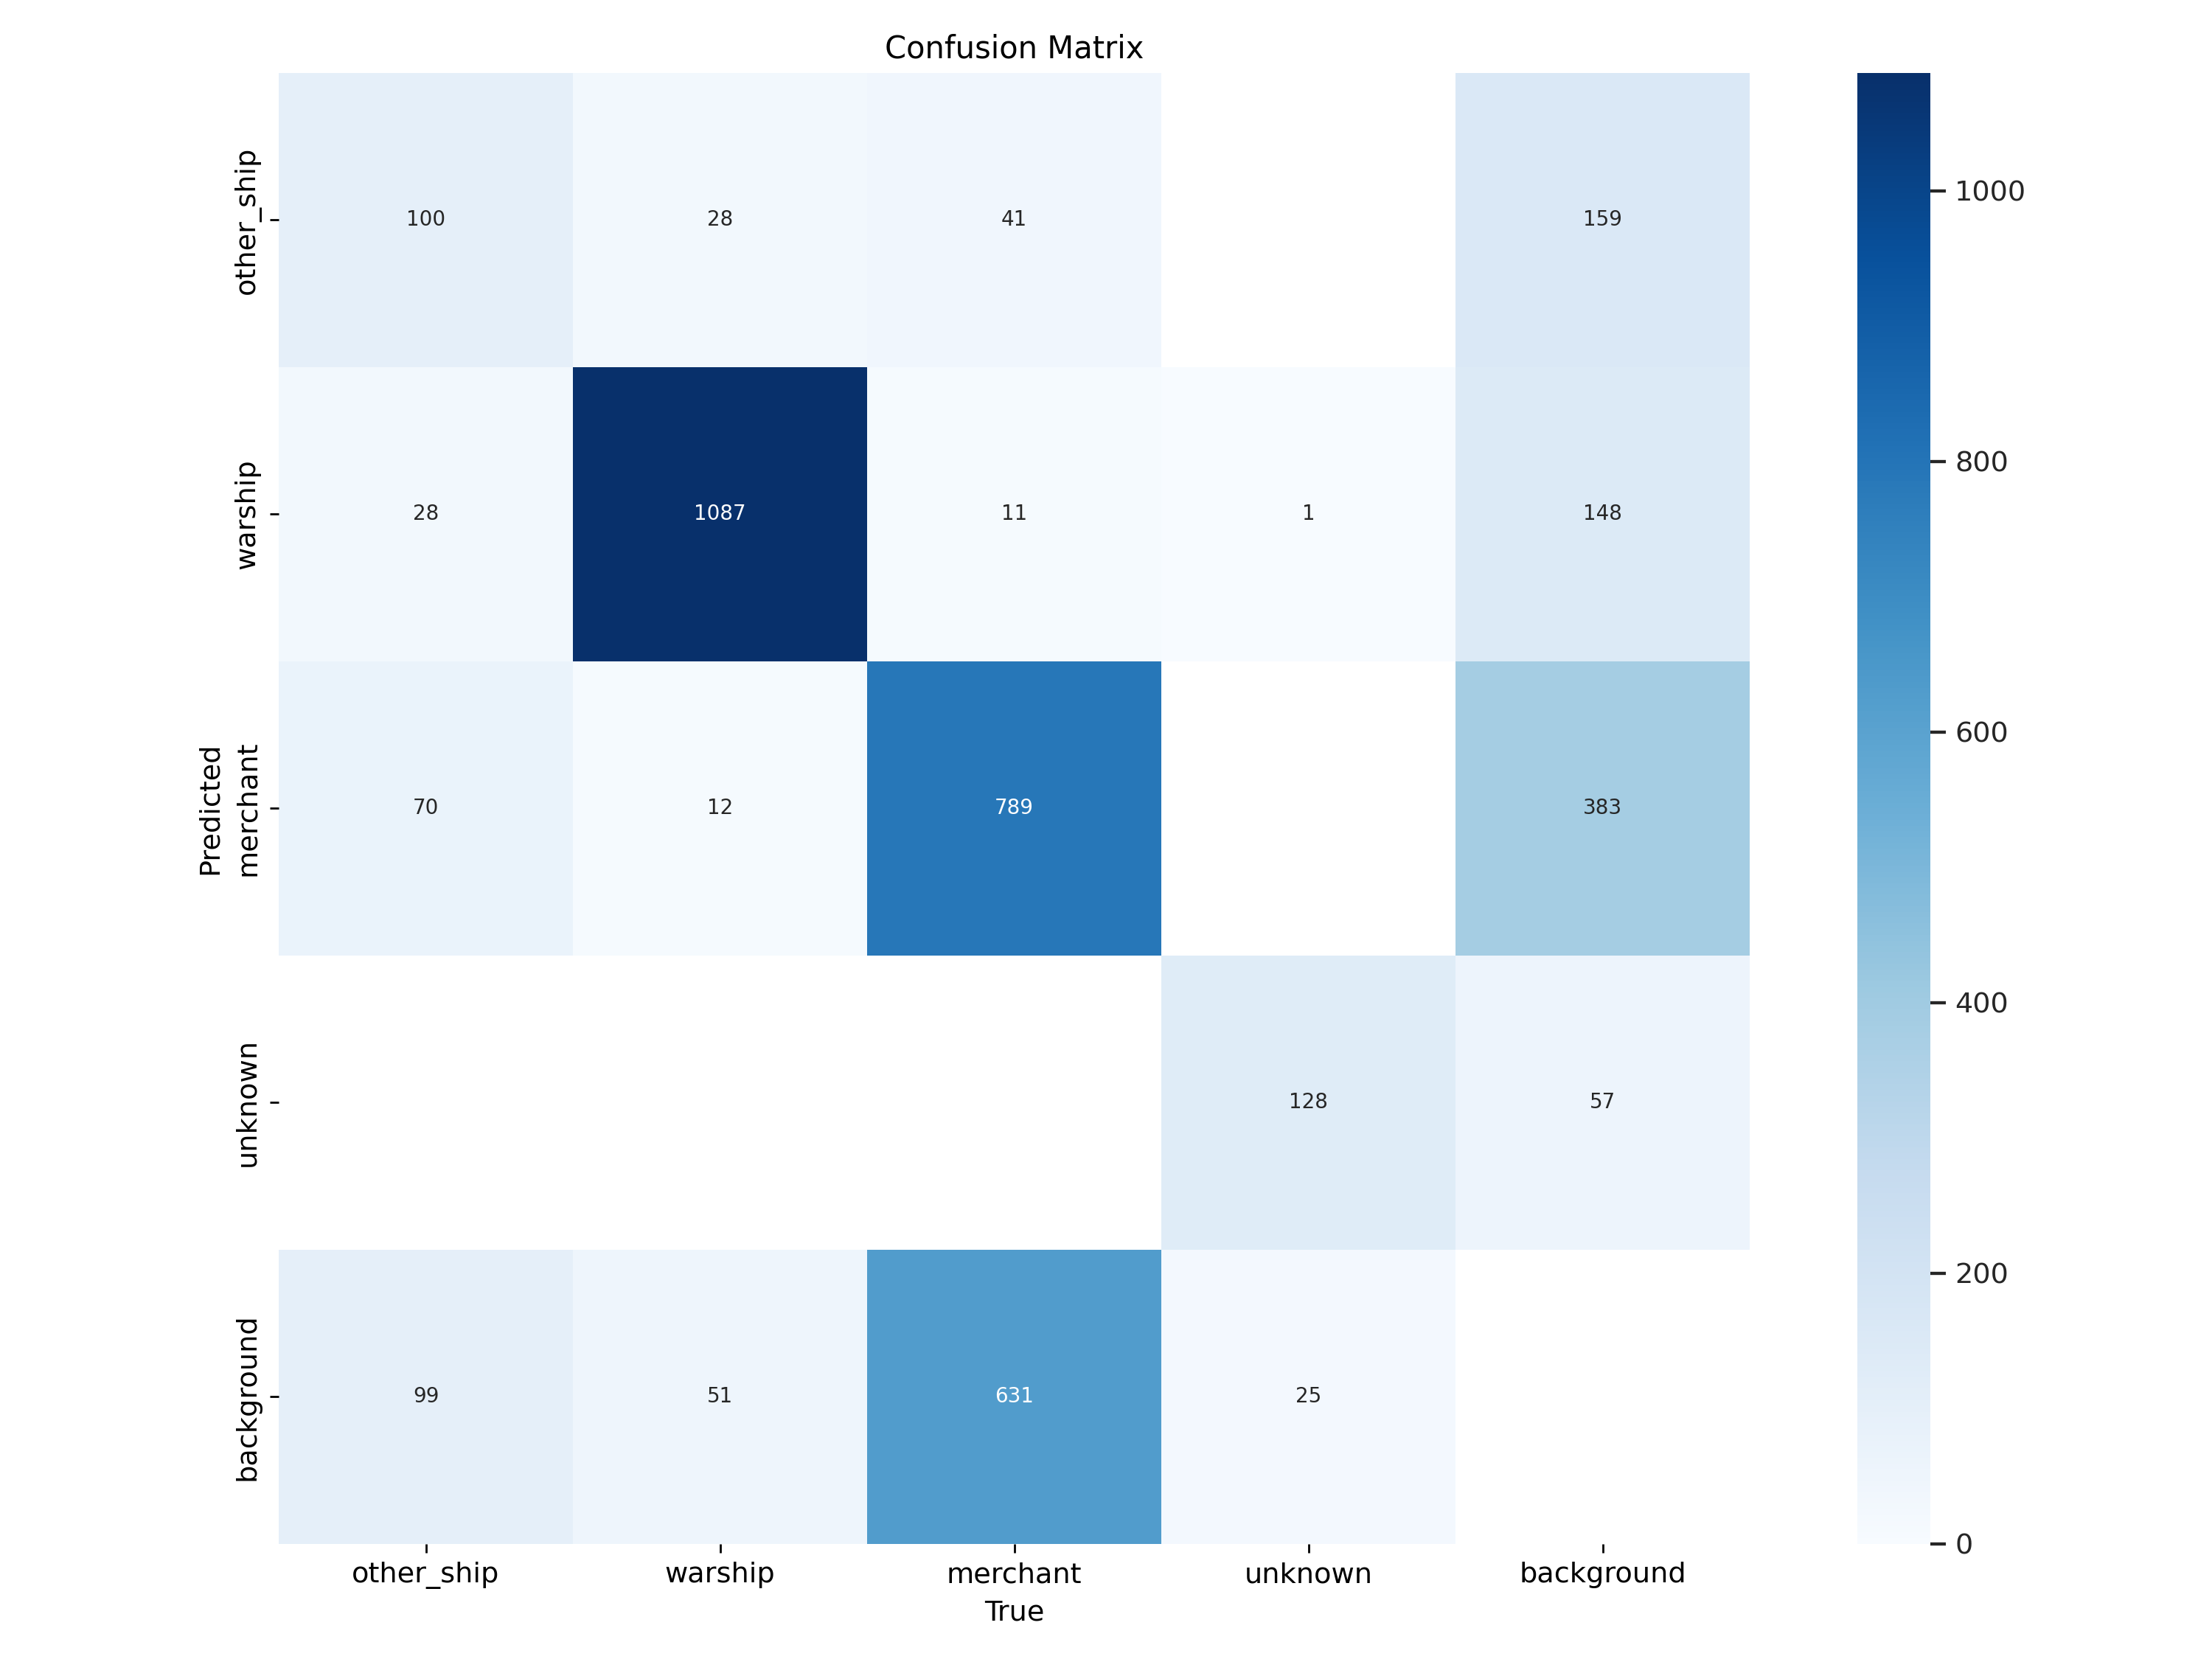 Confusion Matrix
other_ship
100 28 41 159
1000
warship
28 1087 11 1 148
800
600
Predicted
merchant
70 12 789 383
400
unknown
128 57
200
background
99 51 631 25
0
other_ship warship merchant unknown background
True